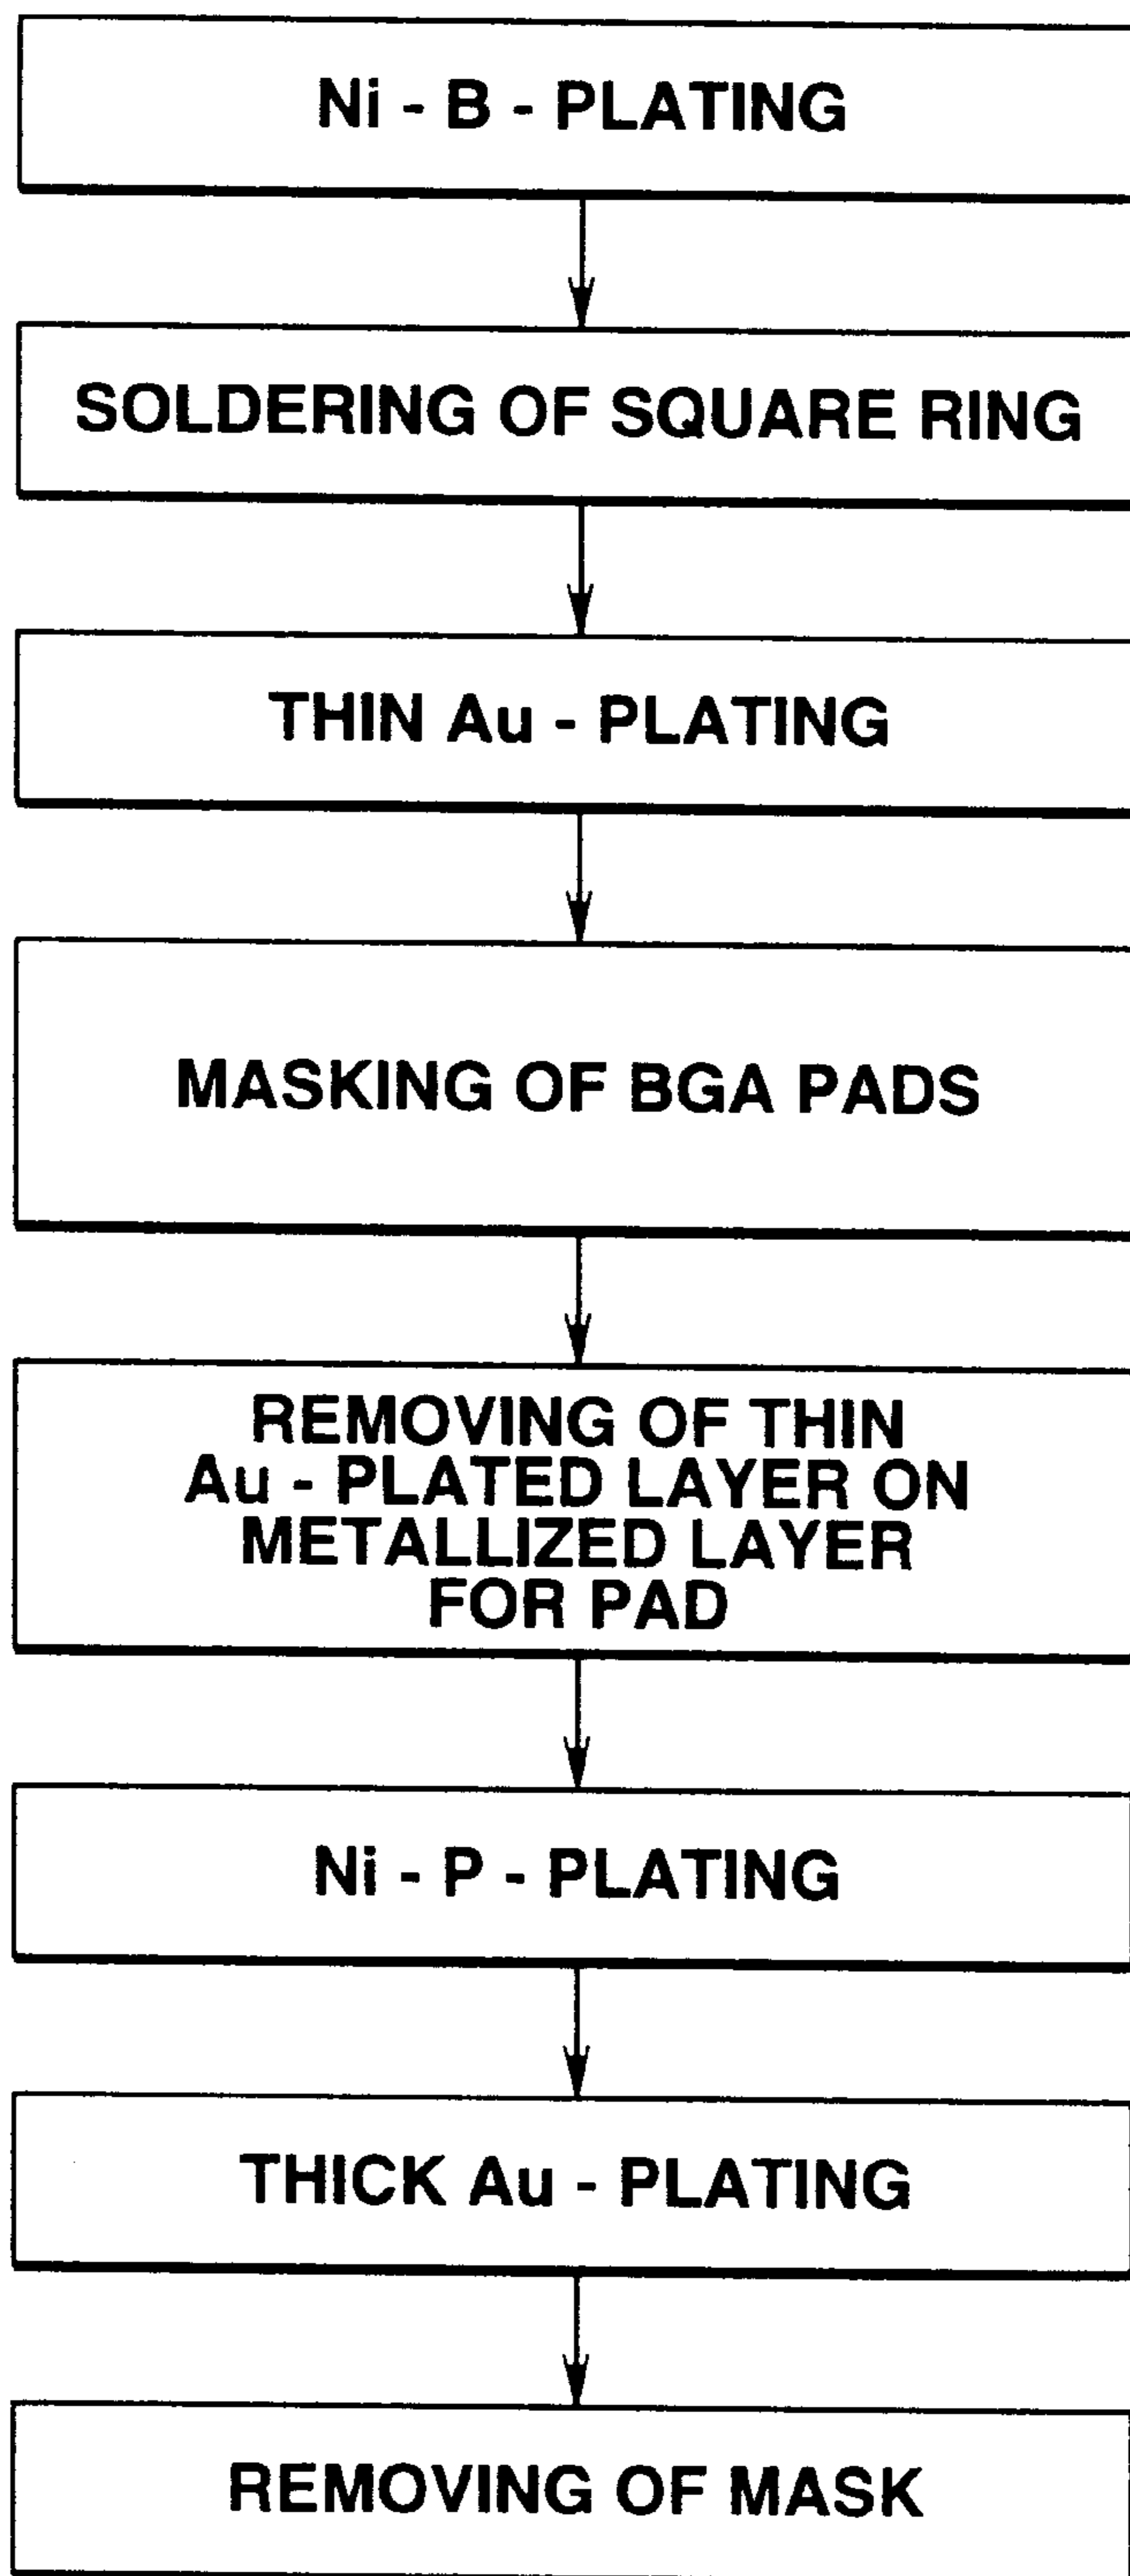 Ni - B - PLATING
SOLDERING OF SQUARE RING
THIN Au - PLATING
MASKING OF BGA PADS
REMOVING OF THIN
Au - PLATED LAYER ON
METALLIZED LAYER
FOR PAD
Ni - P - PLATING
THICK Au - PLATING
REMOVING OF MASK